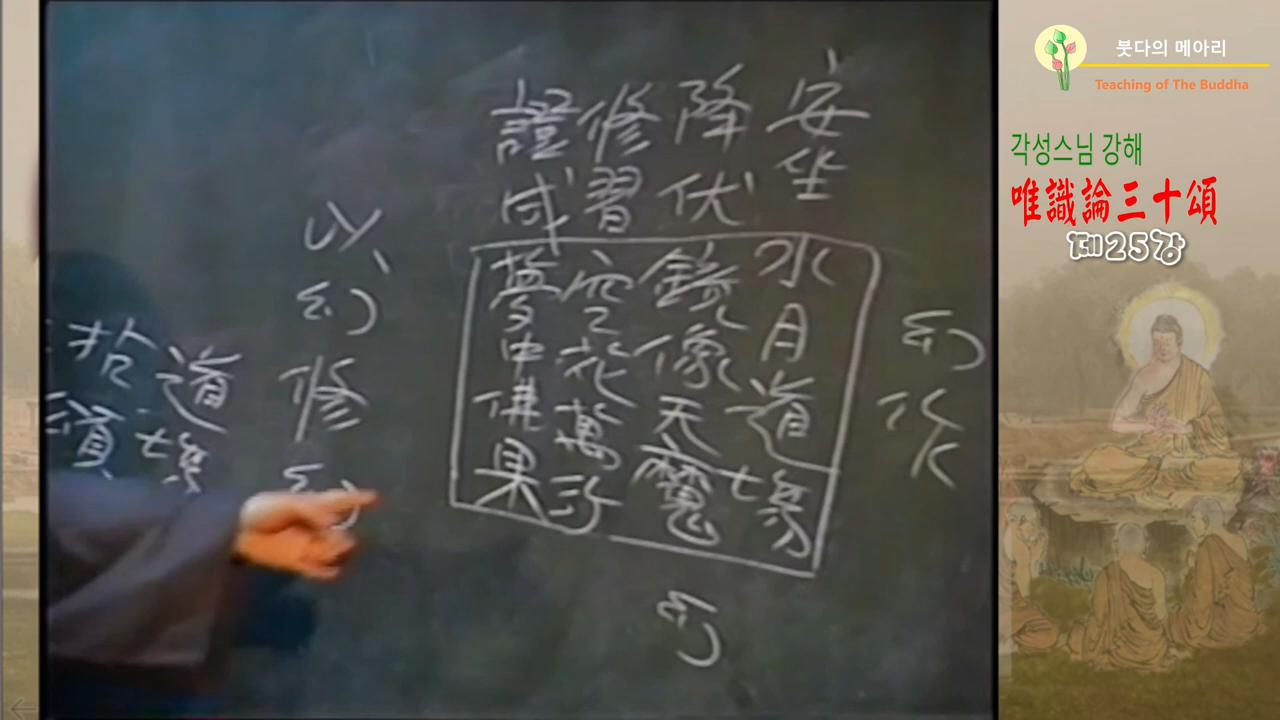 幻化
安坐水月道場
降伏鏡像天魔
修習空花萬行
證成夢中佛果
幻
以幻修幻
道場
붓다의 메아리
Teaching of The Buddha
각성스님 강해
唯識論三十頌
제25강